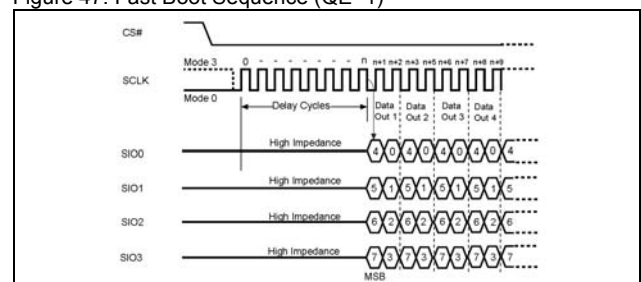 Figure 47. Fast Boot Sequence (QE=1)
CS#
Mode 3 0 - - - - - - - n n+1 n+2 n+3 n+4 n+5 n+6 n+7 n+8 n+9
SCLK
Mode 0
Delay Cycles
Data Out 1 Data Out 2 Data Out 3 Data Out 4
SIO0 High Impedance 4 0 4 0 4 0 4 0 4
SIO1 High Impedance 5 1 5 1 5 1 5 1 5
SIO2 High Impedance 6 2 6 2 6 2 6 2 6
SIO3 High Impedance 7 3 7 3 7 3 7 3 7
MSB